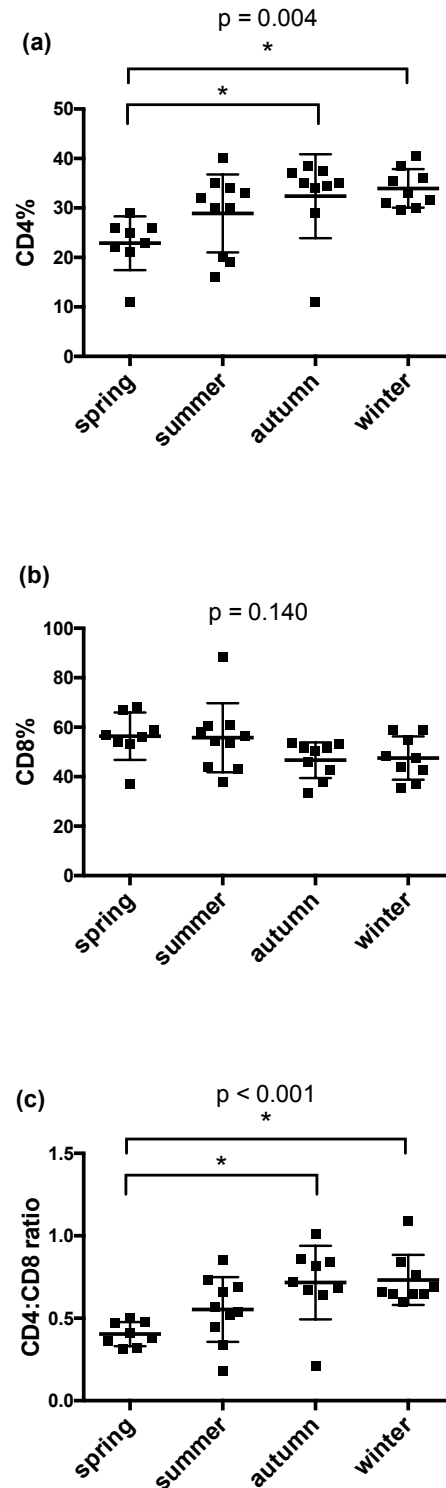 (a)
p = 0.004
*
*
50
40
30
20
10
0
CD4%
spring
summer
autumn
winter
(b)
p = 0.140
100
80
60
40
20
0
CD8%
spring
summer
autumn
winter
(c)
p < 0.001
*
*
1.5
1.0
0.5
0.0
CD4:CD8 ratio
spring
summer
autumn
winter